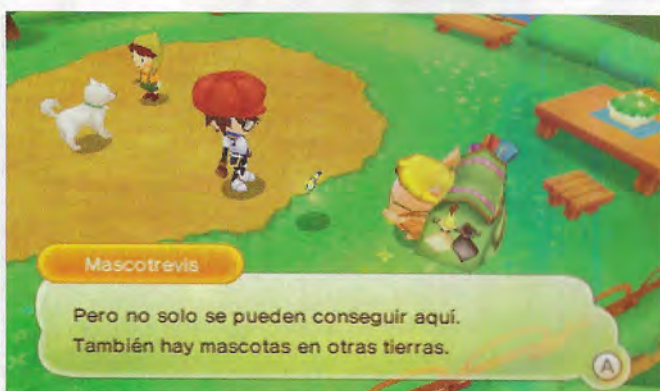 Mascotrevis
Pero no solo se pueden conseguir aquí.
También hay mascotas en otras tierras.
A